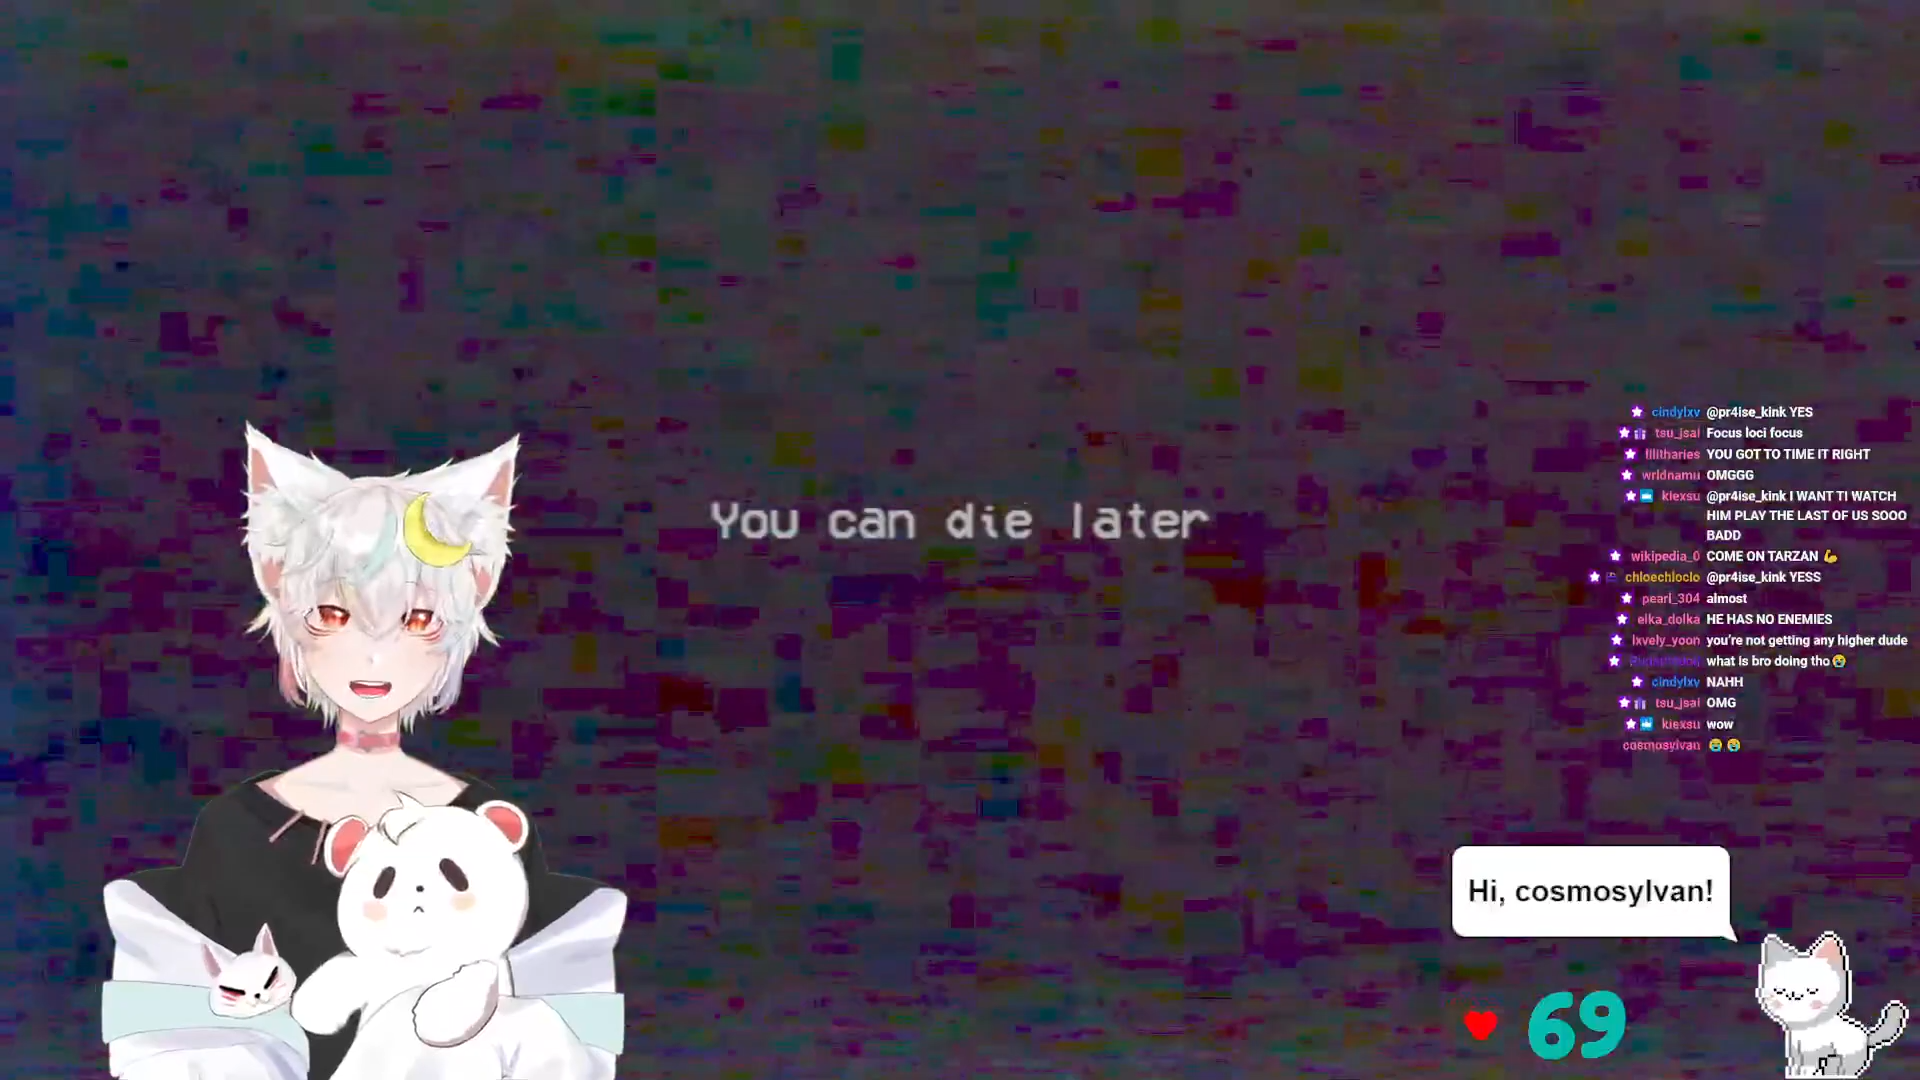 You can die later
cindylxv @pr4ise_kink YES
tsu_jsal Focus loci focus
lilitharies YOU GOT TO TIME IT RIGHT
wrldnamu OMGGG
kiexsu @pr4ise_kink I WANT TI WATCH
HIM PLAY THE LAST OF US SOOO
BADD
wikipedia_0 COME ON TARZAN 💪
chloechloclo @pr4ise_kink YESS
pearl_304 almost
elka_dolka HE HAS NO ENEMIES
lxvely_yoon you're not getting any higher dude
what is bro doing tho 😭
cindylxv NAHH
tsu_jsal OMG
kiexsu wow
cosmosylvan 😭 😭
Hi, cosmosylvan!
69